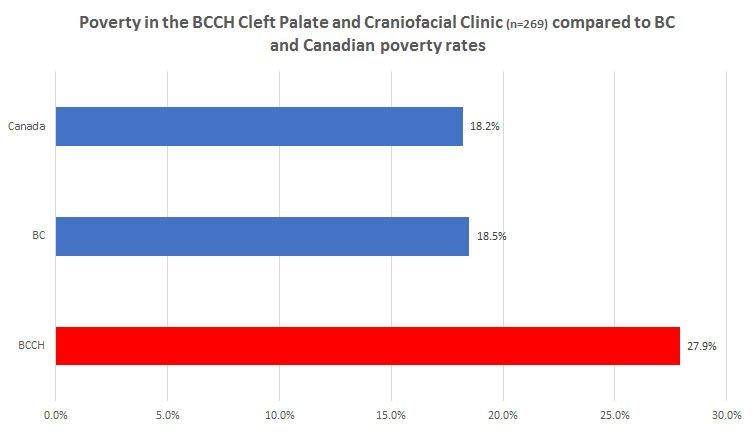 Poverty in the BCCH Cleft Palate and Craniofacial Clinic (n=269) compared to BC
and Canadian poverty rates
Canada
18.2%
BC
18.5%
BCCH
27.9%
0.0% 5.0% 10.0% 15.0% 20.0% 25.0% 30.0%